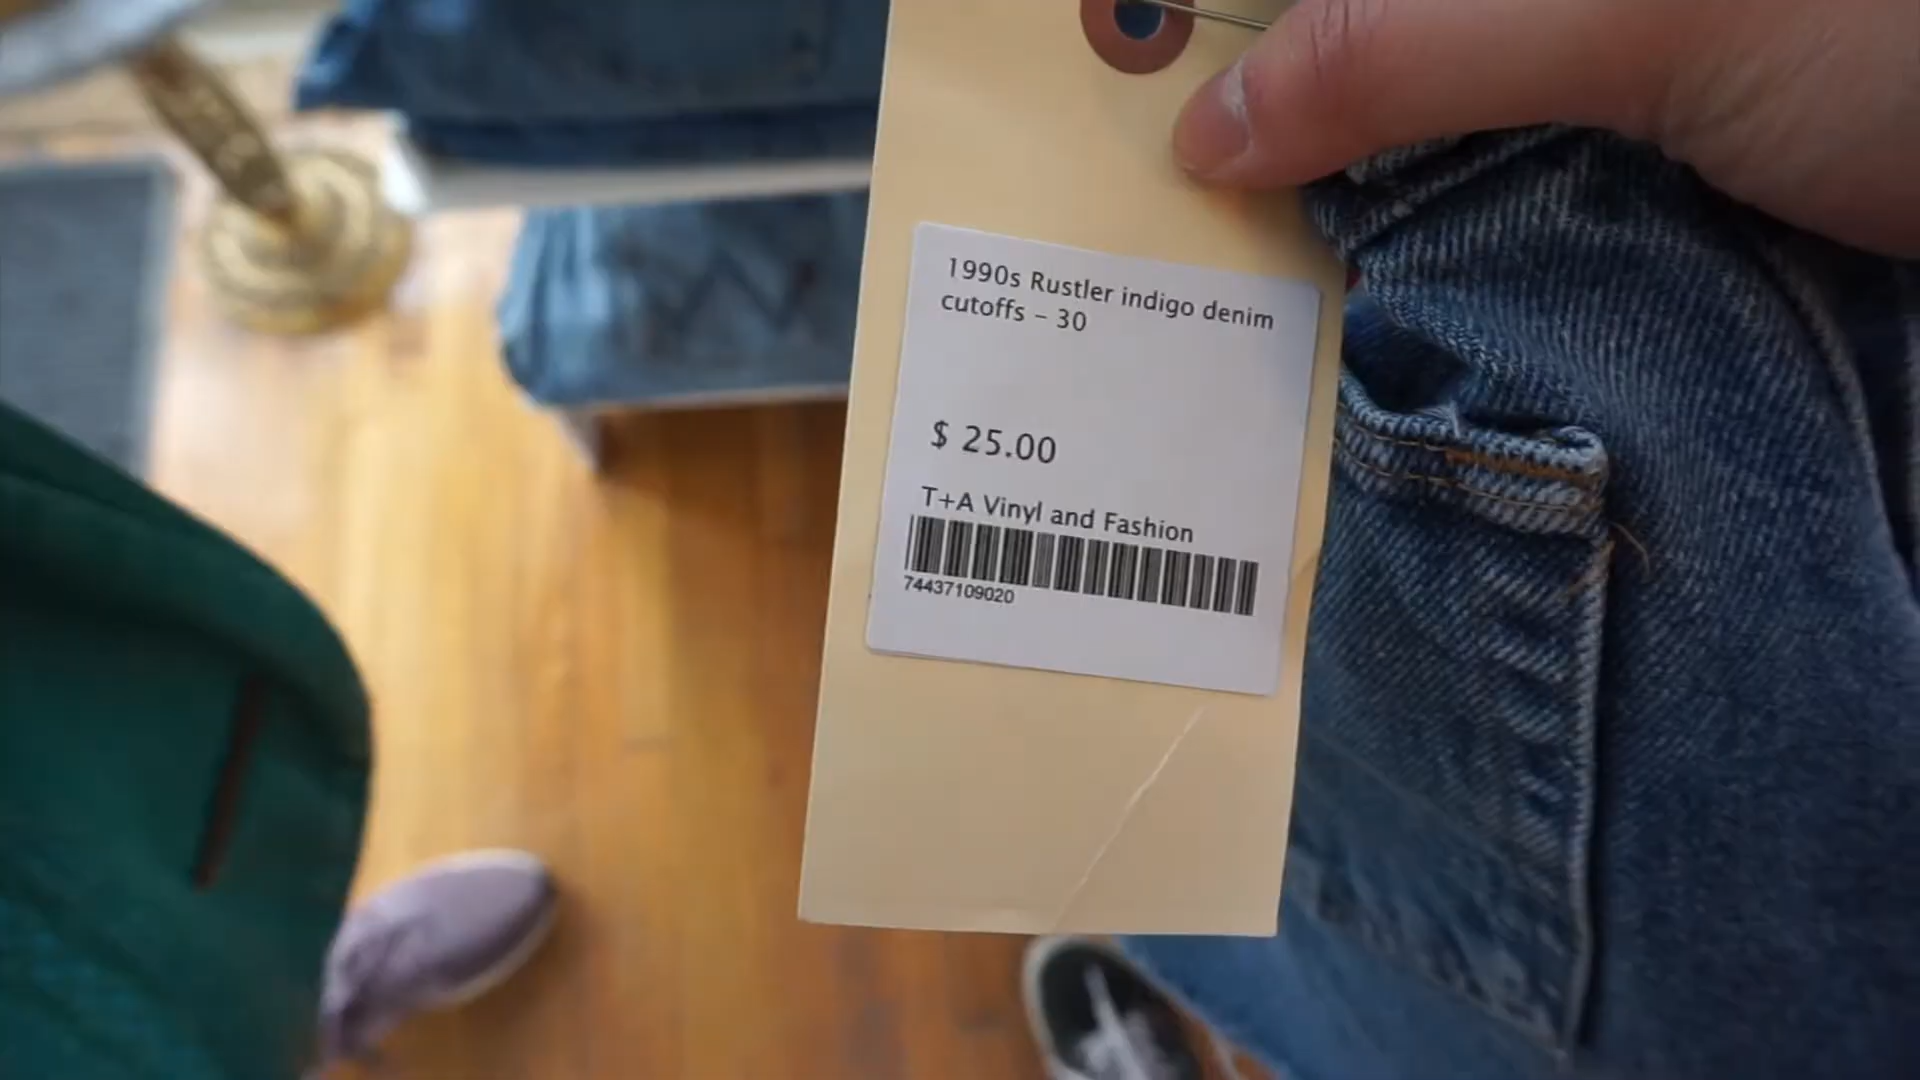 1990s Rustler indigo denim
cutoffs – 30
$ 25.00
T+A Vinyl and Fashion
74437109020